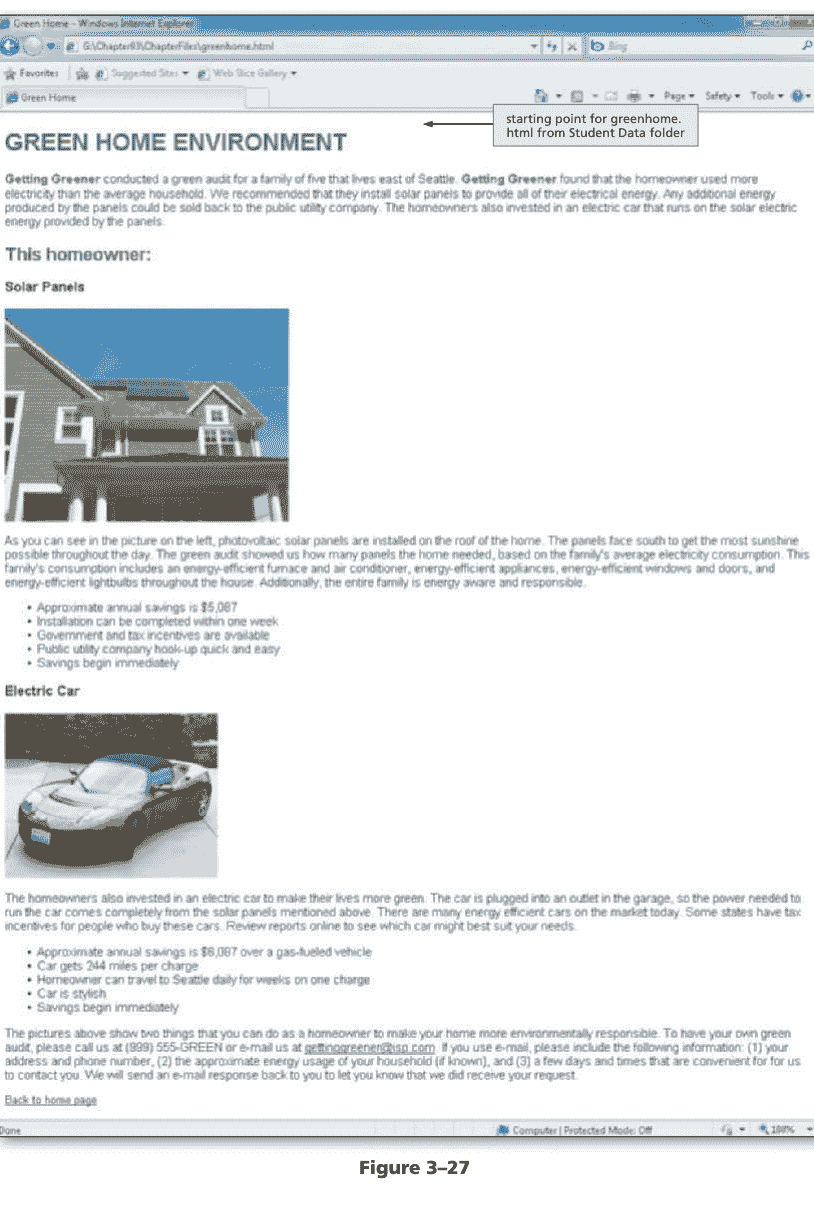 Green Home - Windows Internet Explorer
G:\Chapter03\ChapterFiles\greenhome.html
Bing
Favorites
Suggested Sites
Web Slice Gallery
Green Home
Page
Safety
Tools
starting point for greenhome.
html from Student Data folder
GREEN HOME ENVIRONMENT
Getting Greener conducted a green audit for a family of five that lives east of Seattle. Getting Greener found that the homeowner used more
electricity than the average household. We recommended that they install solar panels to provide all of their electrical energy. Any additional energy
produced by the panels could be sold back to the public utility company. The homeowners also invested in an electric car that runs on the solar electric
energy provided by the panels.
This homeowner:
Solar Panels
As you can see in the picture on the left, photovoltaic solar panels are installed on the roof of the home. The panels face south to get the most sunshine
possible throughout the day. The green audit showed us how many panels the home needed, based on the family's average electricity consumption. This
family's consumption includes an energy-efficient furnace and air conditioner, energy-efficient appliances, energy-efficient windows and doors, and
energy-efficient lightbulbs throughout the house. Additionally, the entire family is energy aware and responsible.
• Approximate annual savings is $5,087
• Installation can be completed within one week
• Government and tax incentives are available
• Public utility company hook-up quick and easy
• Savings begin immediately
Electric Car
The homeowners also invested in an electric car to make their lives more green. The car is plugged into an outlet in the garage, so the power needed to
run the car comes completely from the solar panels mentioned above. There are many energy efficient cars on the market today. Some states have tax
incentives for people who buy these cars. Review reports online to see which car might best suit your needs.
• Approximate annual savings is $6,087 over a gas-fueled vehicle
• Car gets 244 miles per charge
• Homeowner can travel to Seattle daily for weeks on one charge
• Car is stylish
• Savings begin immediately
The pictures above show two things that you can do as a homeowner to make your home more environmentally responsible. To have your own green
audit, please call us at (999) 555-GREEN or e-mail us at gettinggreener@isp.com. If you use e-mail, please include the following information: (1) your
address and phone number, (2) the approximate energy usage of your household (if known), and (3) a few days and times that are convenient for for us
to contact you. We will send an e-mail response back to you to let you know that we did receive your request.
Back to home page
Done
Computer | Protected Mode: Off
100%
Figure 3–27